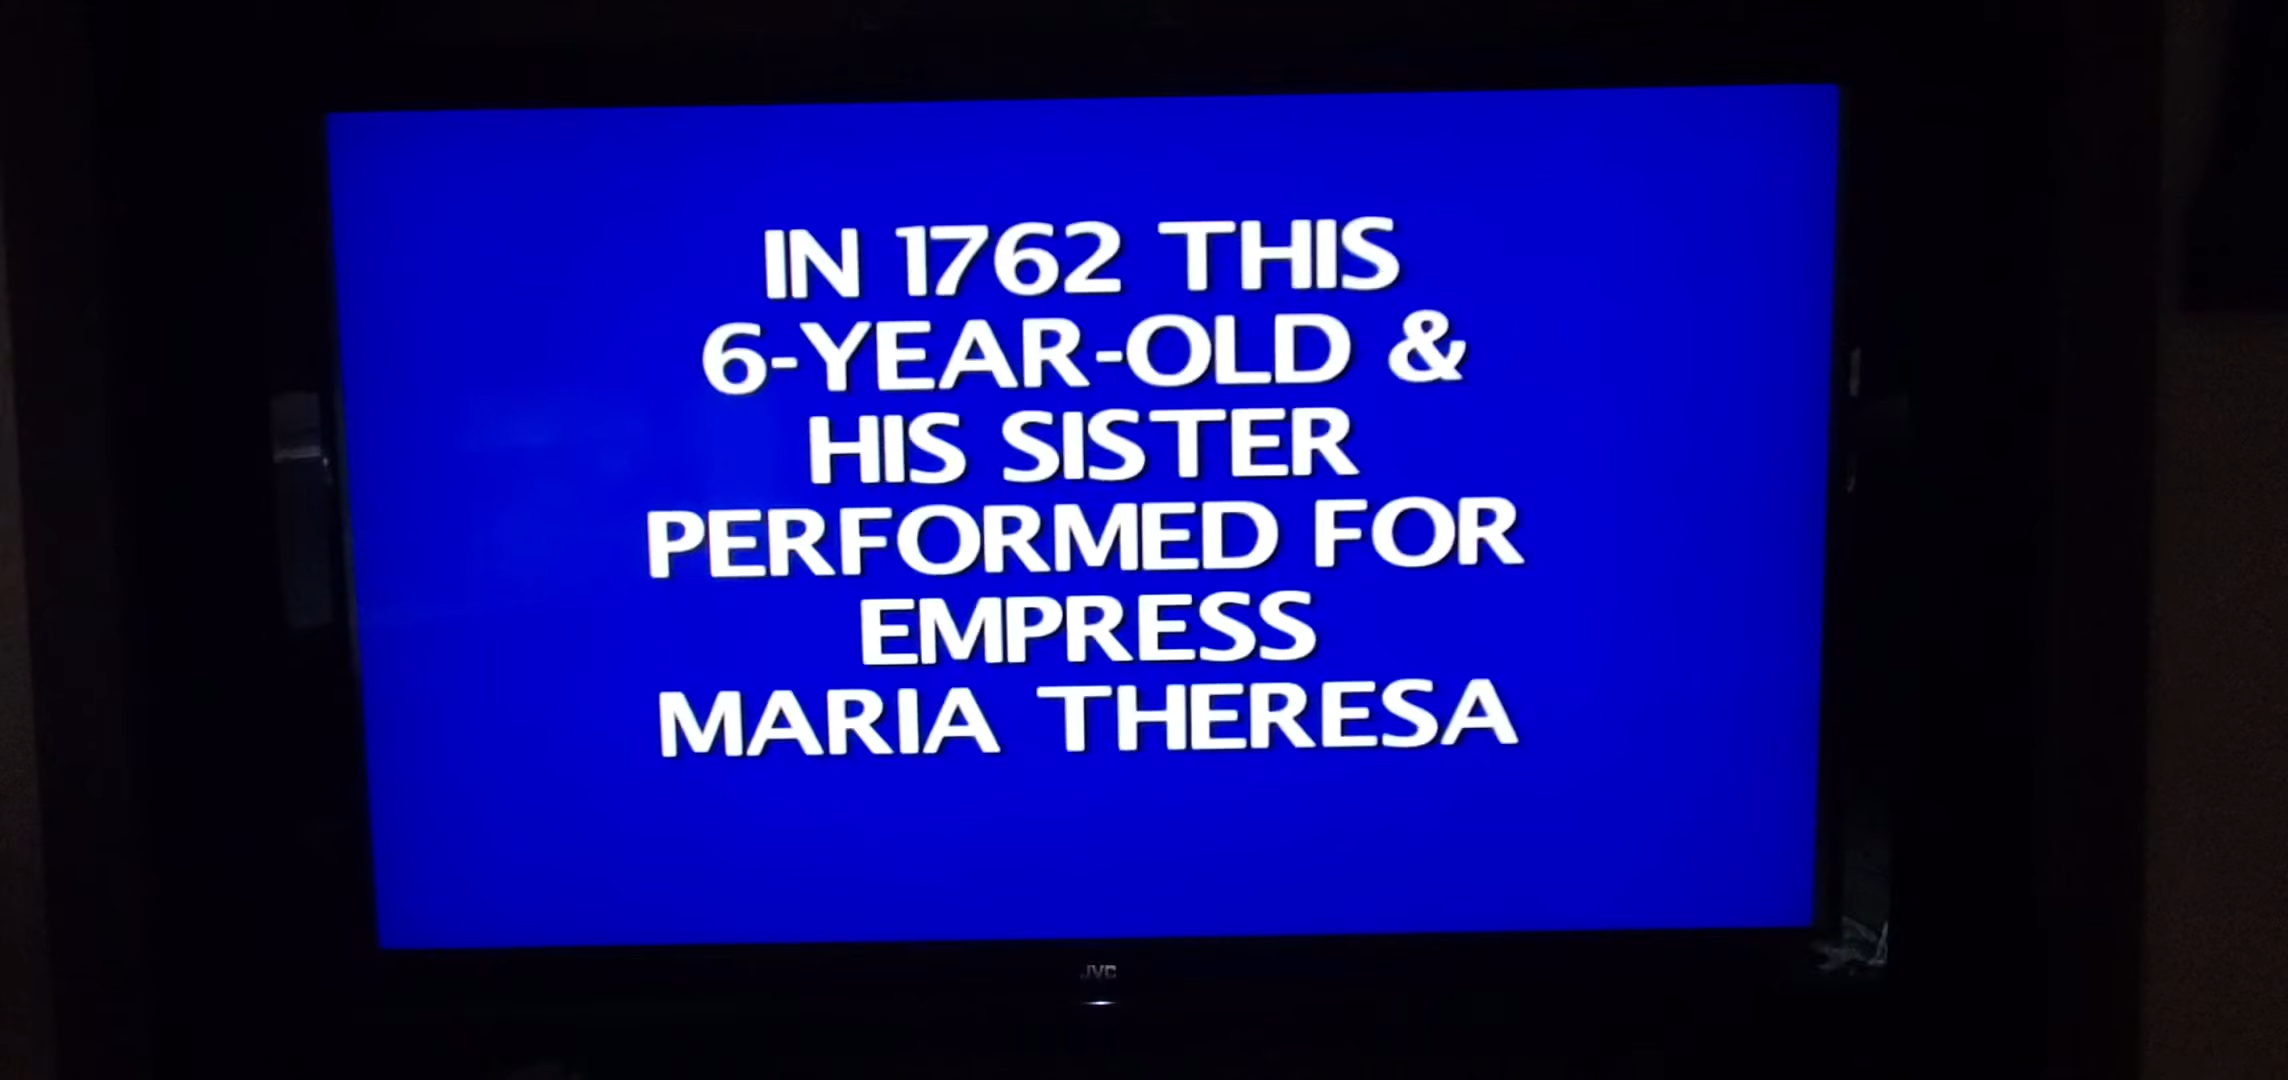 IN 1762 THIS
6-YEAR-OLD &
HIS SISTER
PERFORMED FOR
EMPRESS
MARIA THERESA
JVC